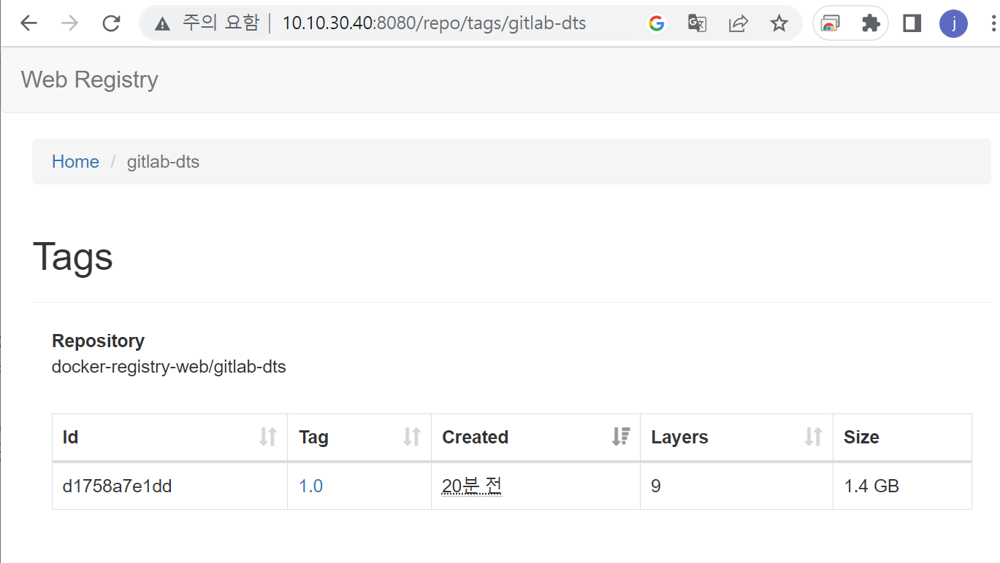 주의 요함 10.10.30.40:8080/repo/tags/gitlab-dts
j
Web Registry
Home / gitlab-dts
Tags
Repository
docker-registry-web/gitlab-dts
Id Tag Created Layers Size
d1758a7e1dd 1.0 20분 전 9 1.4 GB